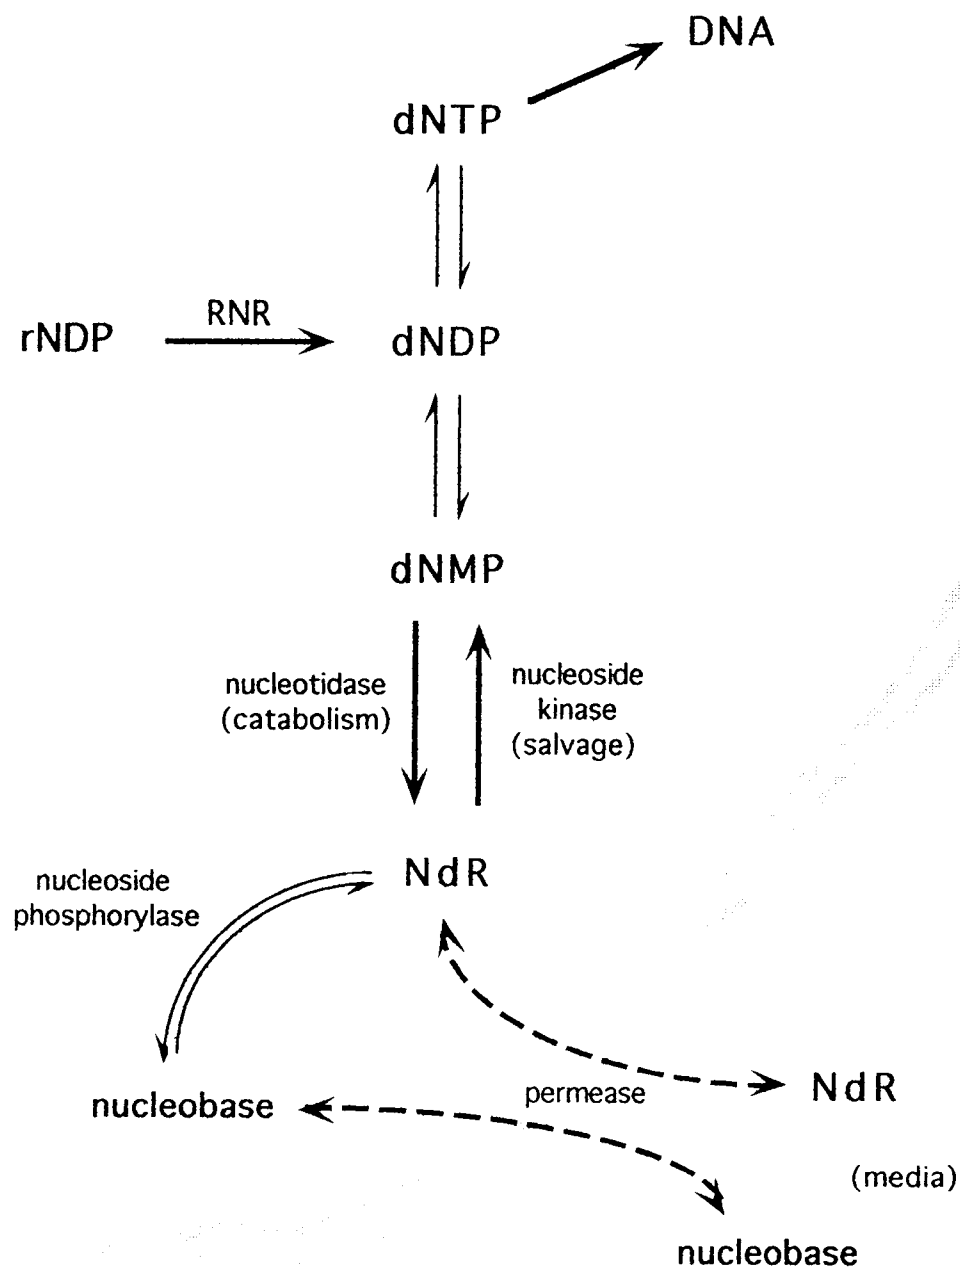 DNA
dNTP
RNR
rNDP
dNDP
dNMP
nucleotidase
(catabolism)
nucleoside
kinase
(salvage)
NdR
nucleoside
phosphorylase
nucleobase
permease
NdR
(media)
nucleobase